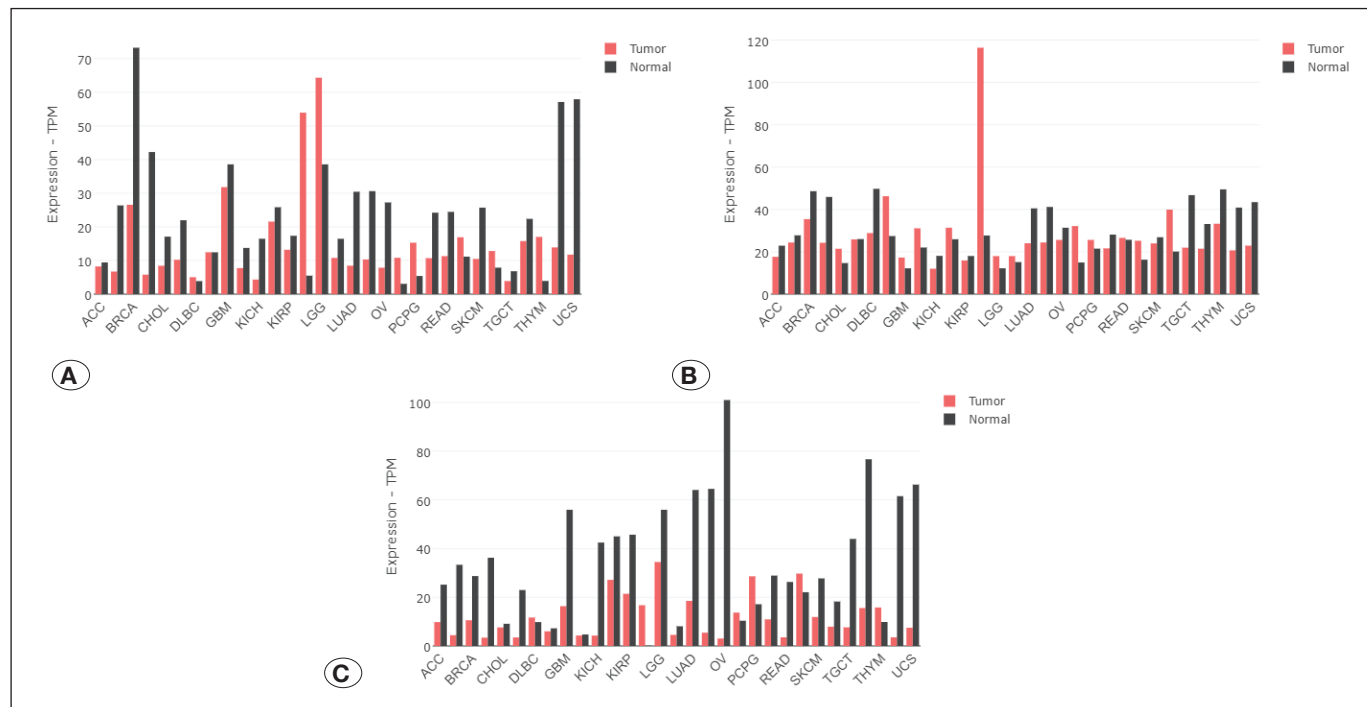 Tumor
Normal
Expression – TPM
70
60
50
40
30
20
10
0
ACC
BRCA
CHOL
DLBC
GBM
KICH
KIRP
LGG
LUAD
OV
PCPG
READ
SKCM
TGCT
THYM
UCS
A
Tumor
Normal
Expression – TPM
120
100
80
60
40
20
0
ACC
BRCA
CHOL
DLBC
GBM
KICH
KIRP
LGG
LUAD
OV
PCPG
READ
SKCM
TGCT
THYM
UCS
B
Tumor
Normal
Expression – TPM
100
80
60
40
20
0
ACC
BRCA
CHOL
DLBC
GBM
KICH
KIRP
LGG
LUAD
OV
PCPG
READ
SKCM
TGCT
THYM
UCS
C